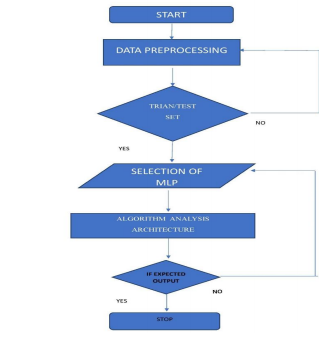 START
DATA PREPROCESSING
TRIAN/TEST
SET
NO
YES
SELECTION OF
MLP
ALGORITHM ANALYSIS
ARCHITECTURE
IF EXPECTED
OUTPUT
NO
YES
STOP